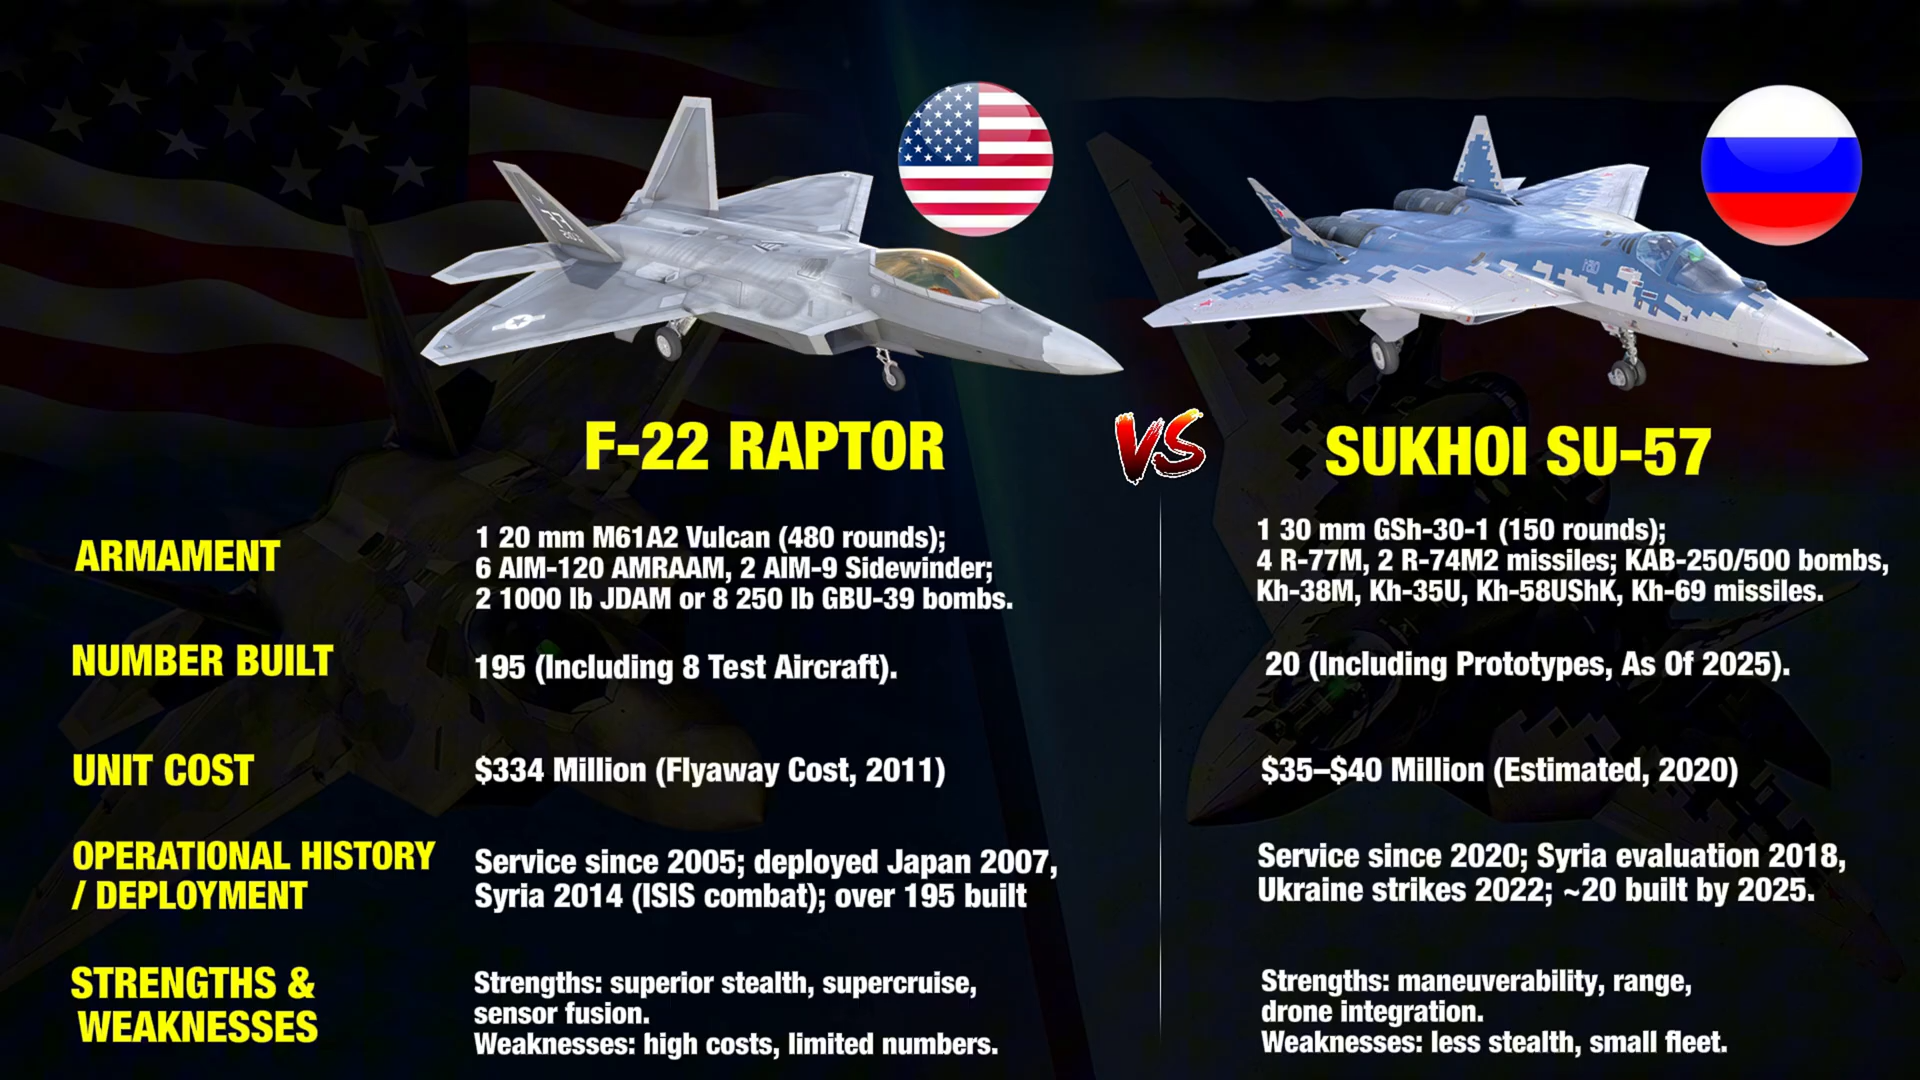 F-22 RAPTOR
VS
SUKHOI SU-57
ARMAMENT
1 20 mm M61A2 Vulcan (480 rounds);
6 AIM-120 AMRAAM, 2 AIM-9 Sidewinder;
2 1000 lb JDAM or 8 250 lb GBU-39 bombs.
1 30 mm GSh-30-1 (150 rounds);
4 R-77M, 2 R-74M2 missiles; KAB-250/500 bombs,
Kh-38M, Kh-35U, Kh-58UShK, Kh-69 missiles.
NUMBER BUILT
195 (Including 8 Test Aircraft).
20 (Including Prototypes, As Of 2025).
UNIT COST
$334 Million (Flyaway Cost, 2011)
$35–$40 Million (Estimated, 2020)
OPERATIONAL HISTORY
/ DEPLOYMENT
Service since 2005; deployed Japan 2007,
Syria 2014 (ISIS combat); over 195 built
Service since 2020; Syria evaluation 2018,
Ukraine strikes 2022; ~20 built by 2025.
STRENGTHS &
WEAKNESSES
Strengths: superior stealth, supercruise,
sensor fusion.
Weaknesses: high costs, limited numbers.
Strengths: maneuverability, range,
drone integration.
Weaknesses: less stealth, small fleet.